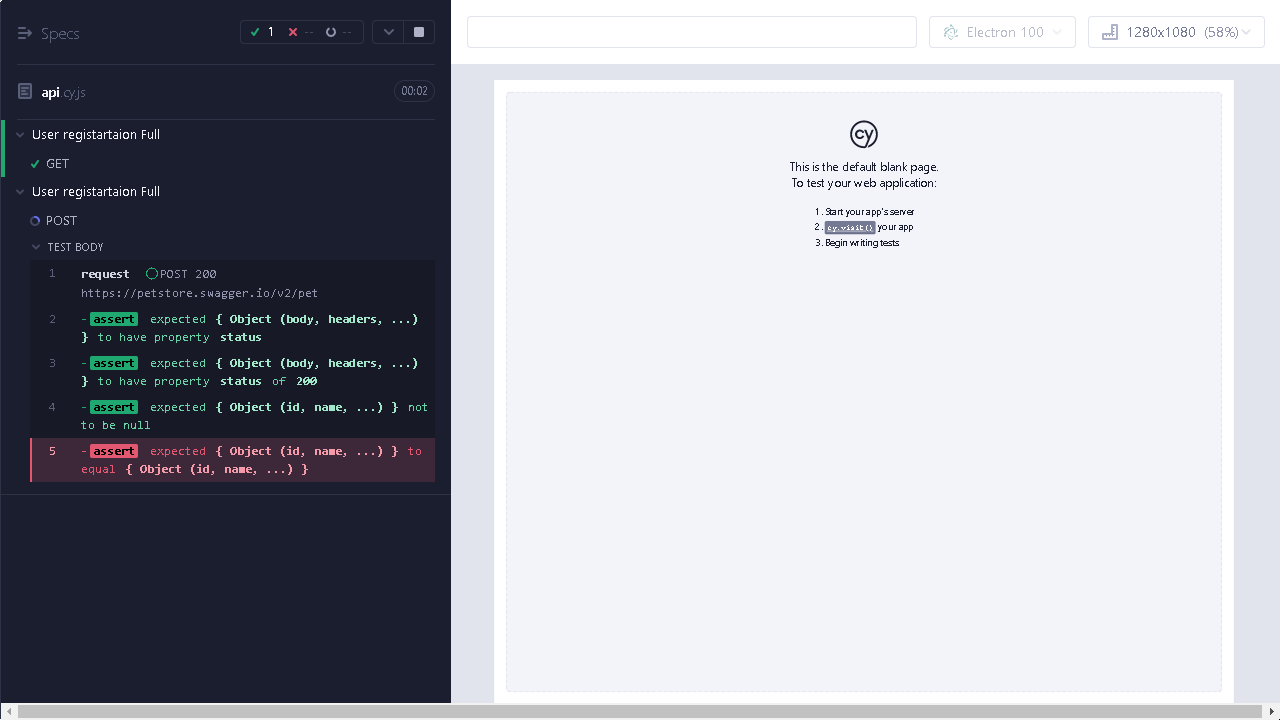 Specs
1
--
--
Electron 100
1280x1080 (58%)
api.cy.js
00:02
User registartaion Full
GET
User registartaion Full
POST
TEST BODY
1 request POST 200
https://petstore.swagger.io/v2/pet
2 -assert expected { Object (body, headers, ...)
} to have property status
3 -assert expected { Object (body, headers, ...)
} to have property status of 200
4 -assert expected { Object (id, name, ...) } not
to be null
5 -assert expected { Object (id, name, ...) } to
equal { Object (id, name, ...) }
cy
This is the default blank page.
To test your web application:
1. Start your app's server
2. cy.visit() your app
3. Begin writing tests